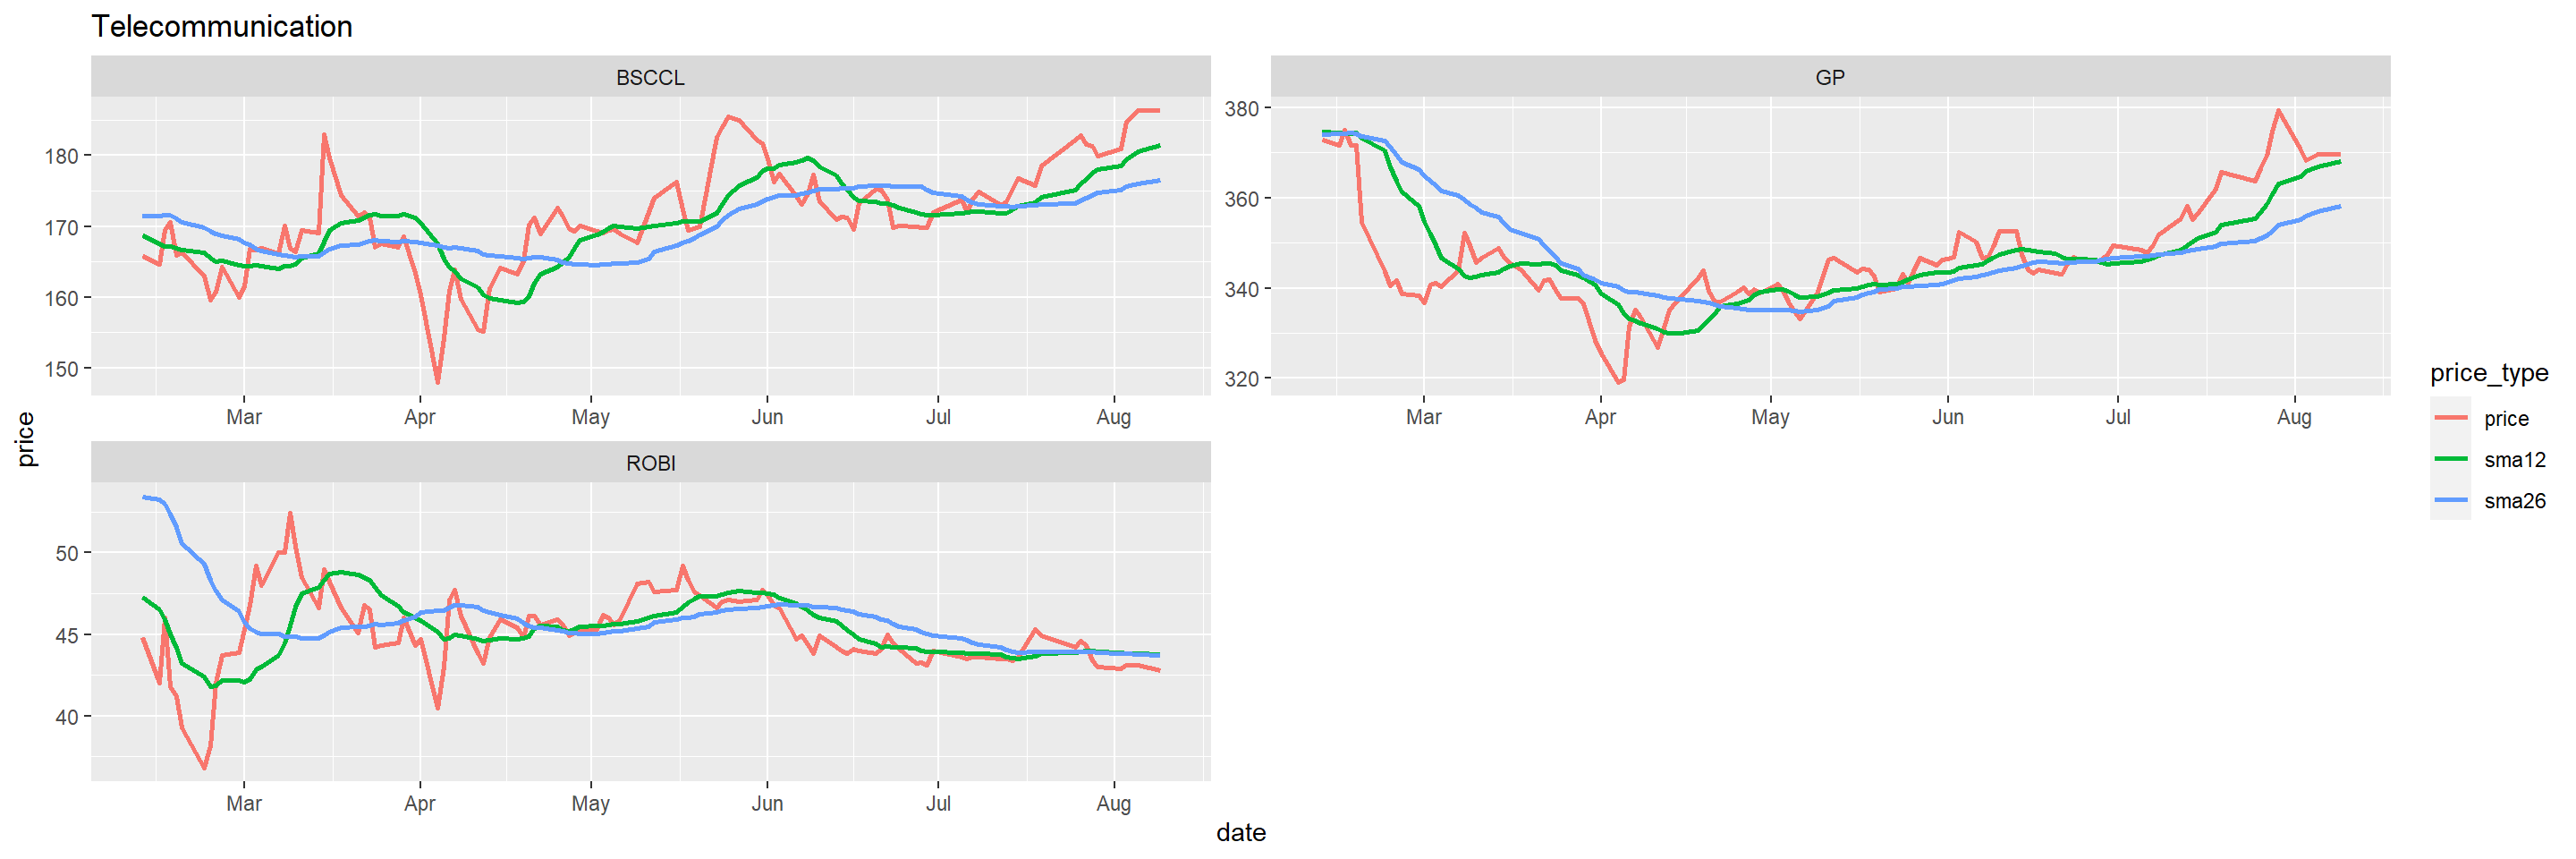 Telecommunication
BSCCL
180
170
160
150
Mar Apr May Jun Jul Aug
GP
380
360
340
320
Mar Apr May Jun Jul Aug
ROBI
50
45
40
Mar Apr May Jun Jul Aug
price
date
price_type
price
sma12
sma26